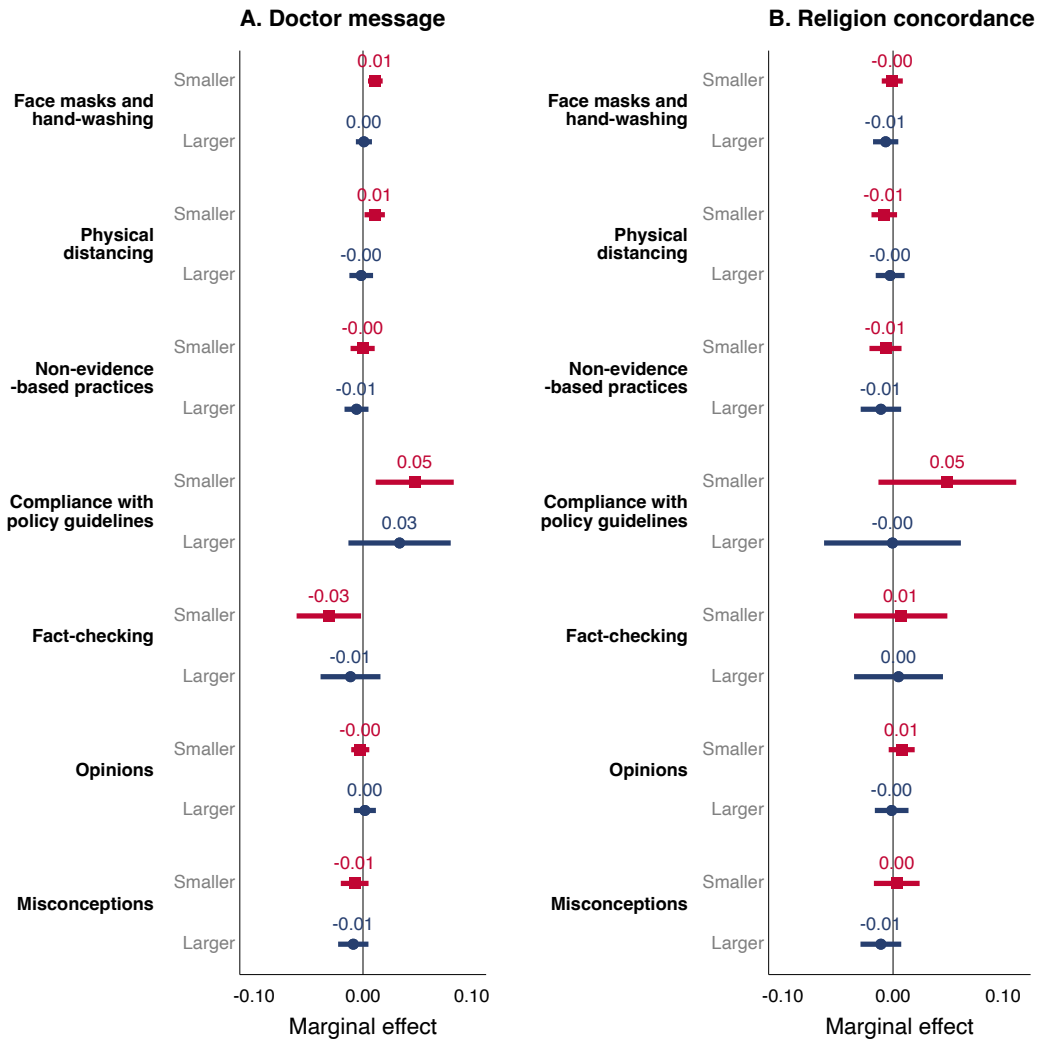 A. Doctor message
0.01
Smaller
Face masks and
hand-washing
0.00
Larger
0.01
Smaller
Physical
distancing
-0.00
Larger
-0.00
Smaller
Non-evidence
-based practices
-0.01
Larger
0.05
Smaller
Compliance with
policy guidelines
0.03
Larger
-0.03
Smaller
Fact-checking
-0.01
Larger
-0.00
Smaller
Opinions
0.00
Larger
-0.01
Smaller
Misconceptions
-0.01
Larger
-0.10 0.00 0.10
Marginal effect
B. Religion concordance
-0.00
Smaller
Face masks and
hand-washing
-0.01
Larger
-0.01
Smaller
Physical
distancing
-0.00
Larger
-0.01
Smaller
Non-evidence
-based practices
-0.01
Larger
0.05
Smaller
Compliance with
policy guidelines
-0.00
Larger
0.01
Smaller
Fact-checking
0.00
Larger
0.01
Smaller
Opinions
-0.00
Larger
0.00
Smaller
Misconceptions
-0.01
Larger
-0.10 0.00 0.10
Marginal effect